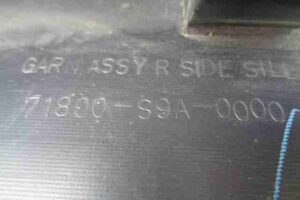 GARN ASSY R SIDE SILL
71800-S9A-0000